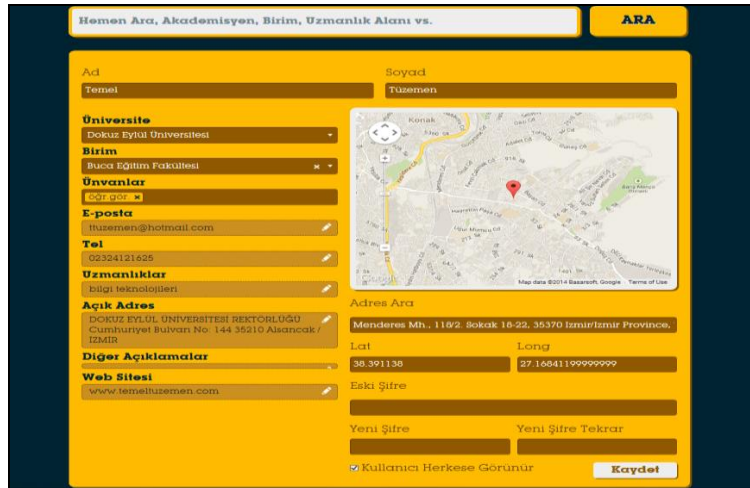 Hemen Ara, Akademisyen, Birim, Uzmanlık Alanı vs.
ARA
Ad
Soyad
Temel
Tüzemen
Üniversite
Dokuz Eylül Üniversitesi
Birim
Buca Eğitim Fakültesi
Ünvanlar
öğr.gör.
E-posta
ttuzemen@hotmail.com
Tel
02324121625
Uzmanlıklar
bilgi teknolojileri
Açık Adres
DOKUZ EYLÜL ÜNİVERSİTESİ REKTÖRLÜĞÜ
Cumhuriyet Bulvarı No: 144 35210 Alsancak /
İZMİR
Diğer Açıklamalar
Web Sitesi
www.temeltuzemen.com
Konak
Map data ©2014 Basarsoft, Google
Terms of Use
Adres Ara
Menderes Mh., 118/2. Sokak 18-22, 35370 Izmir/Izmir Province,
Lat
Long
38.391138
27.16841199999999
Eski Şifre
Yeni Şifre
Yeni Şifre Tekrar
Kullanıcı Herkese Görünür
Kaydet